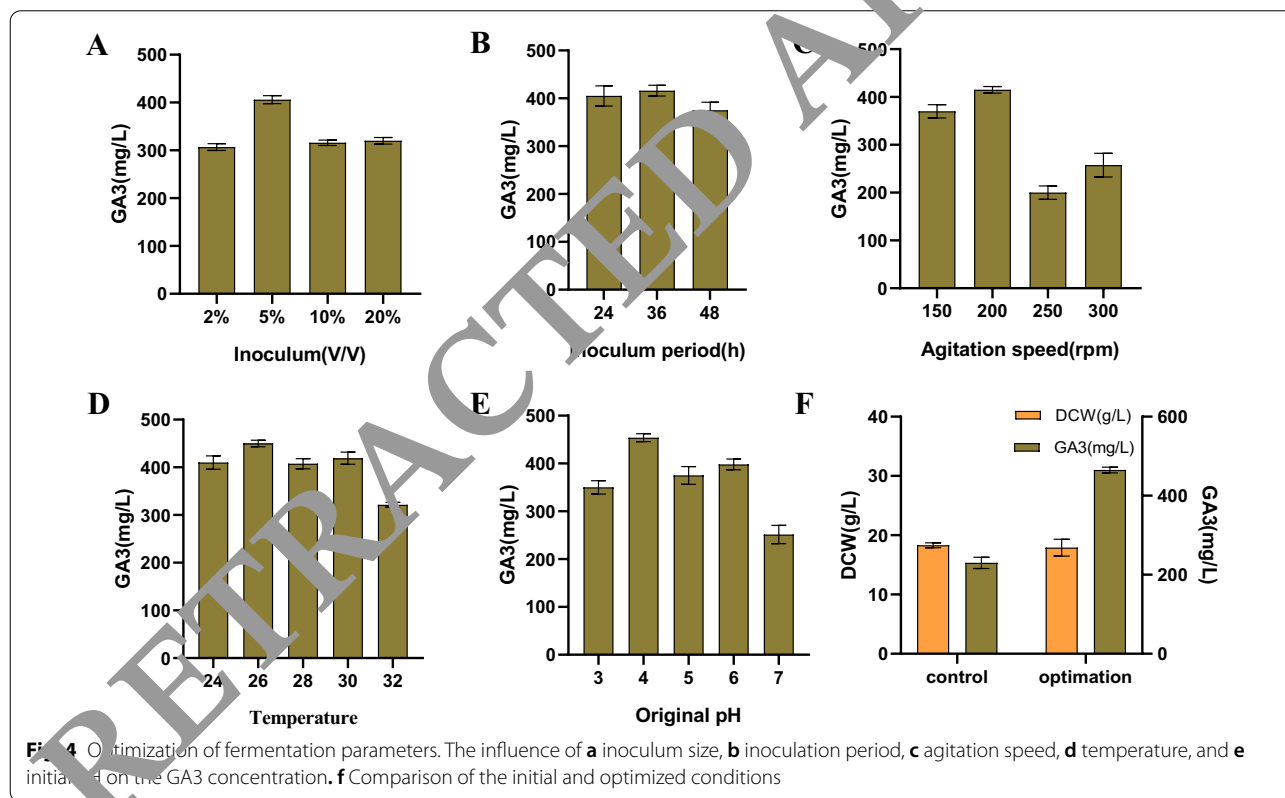 A
GA3(mg/L)
500
400
300
200
100
0
2% 5% 10% 20%
Inoculum(V/V)
B
GA3(mg/L)
500
400
300
200
100
0
24 36 48
period(h)
GA3(mg/L)
500
400
300
200
100
0
150 200 250 300
Agitation speed(rpm)
D
GA3(mg/L)
500
400
300
200
100
0
24 26 28 30 32
Temperature
E
GA3(mg/L)
500
400
300
200
100
0
3 4 5 6 7
Original pH
F
DCW(g/L)
GA3(mg/L)
DCW(g/L)
40
30
20
10
0
GA3(mg/L)
600
400
200
0
control optimation
4 Optimization of fermentation parameters. The influence of a inoculum size, b inoculation period, c agitation speed, d temperature, and e
initial pH on the GA3 concentration. f Comparison of the initial and optimized conditions
RETRACTED